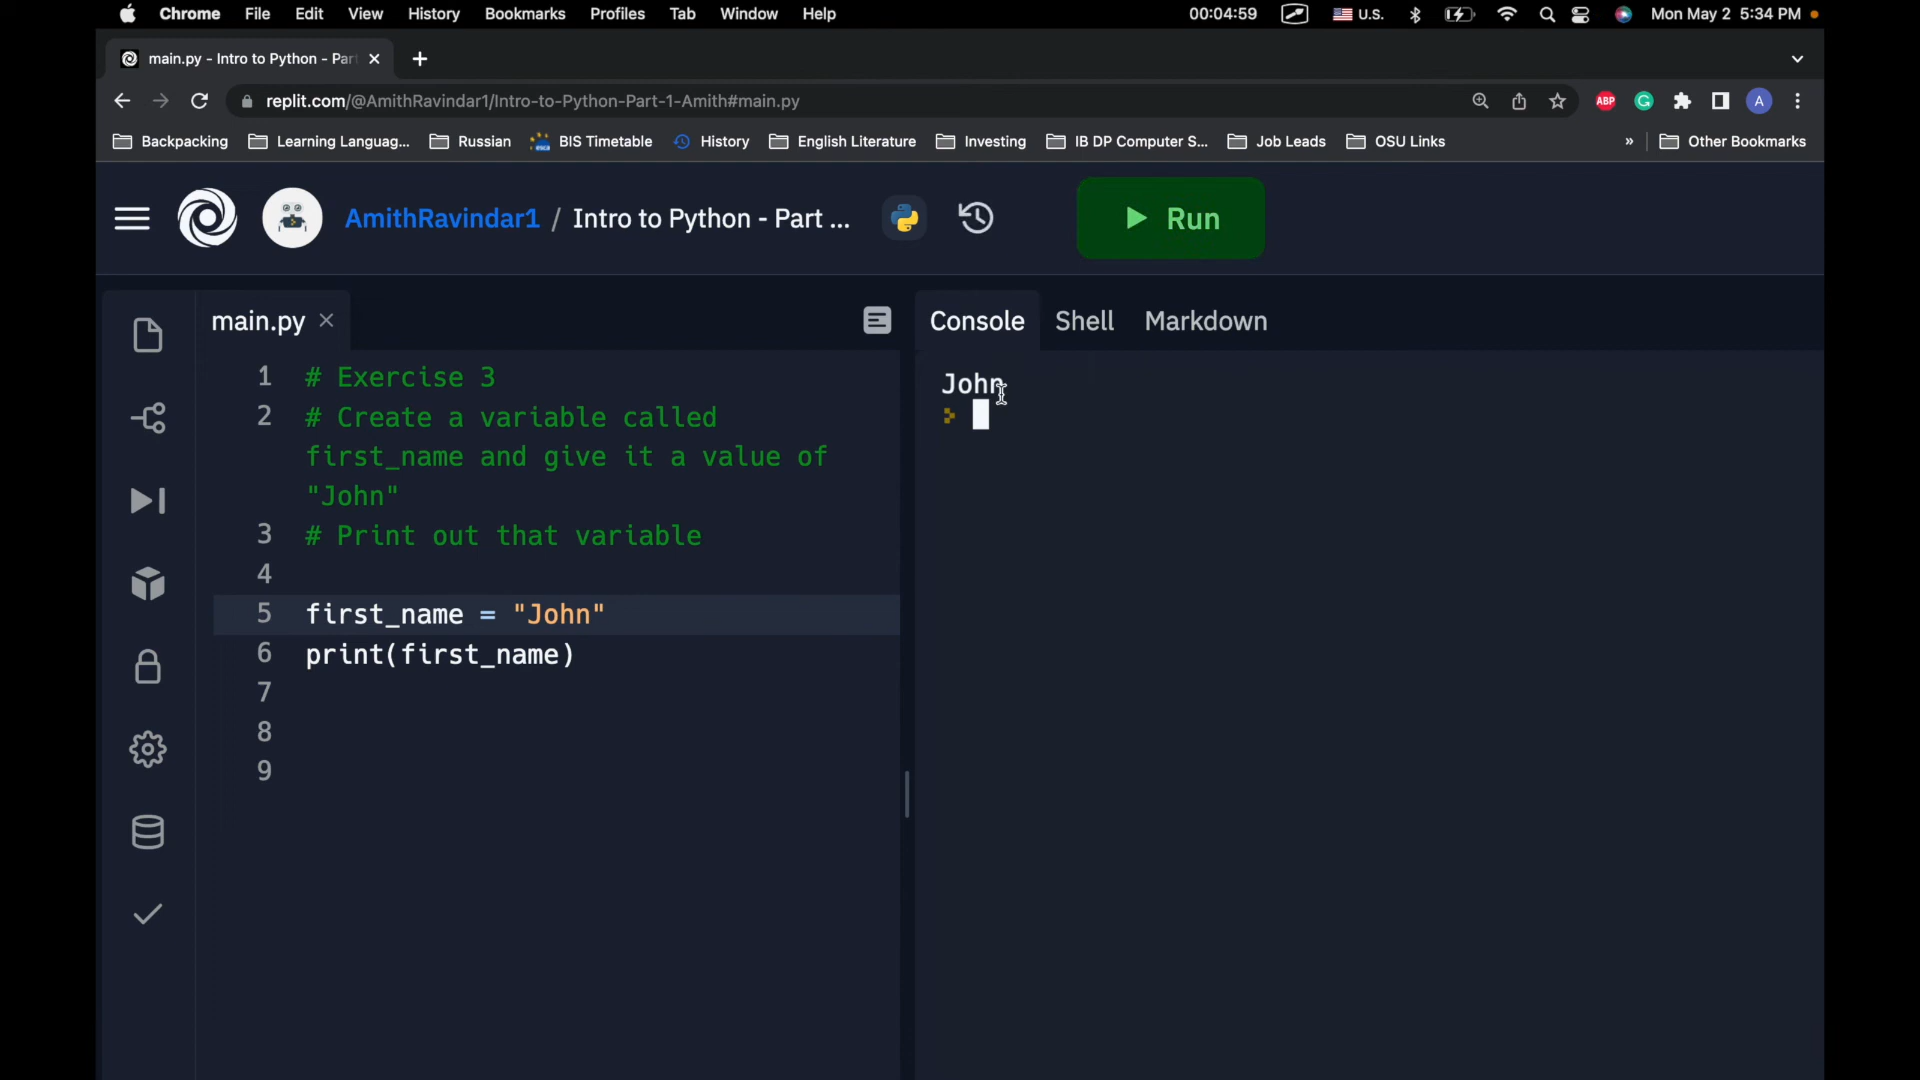 Chrome File Edit View History Bookmarks Profiles Tab Window Help 00:04:59 U.S. Mon May 2 5:34 PM
main.py - Intro to Python - Par
replit.com/@AmithRavindar1/Intro-to-Python-Part-1-Amith#main.py ABP G A
Backpacking Learning Languag... Russian BIS Timetable History English Literature Investing IB DP Computer S... Job Leads OSU Links » Other Bookmarks
AmithRavindar1 / Intro to Python - Part ... Run
main.py Console Shell Markdown
1 # Exercise 3
2 # Create a variable called
first_name and give it a value of
"John"
3 # Print out that variable
4
5 first_name = "John"
6 print(first_name)
7
8
9
John